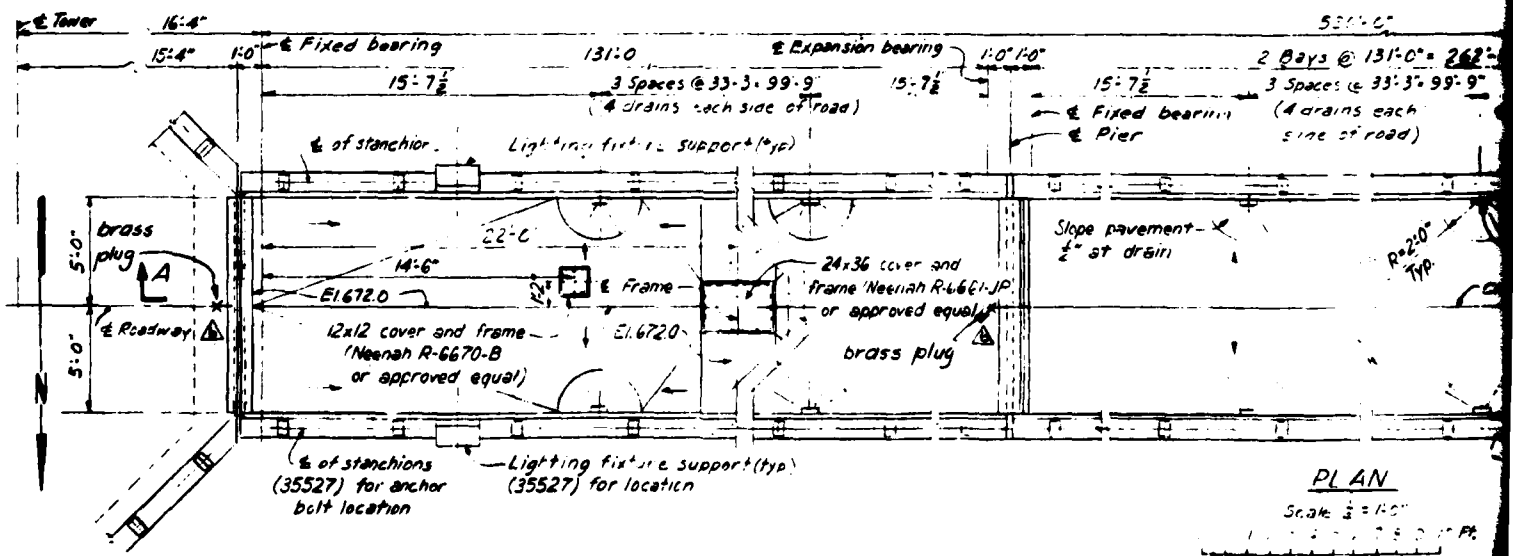 ℄ Tower
16'-4"
15'-4"
1'-0"
℄ Fixed bearing
131'-0
℄ Expansion bearing
1'-0" 1'-0"
2 Bays @ 131'-0" =
15'-7½
3 Spaces @ 33'-3 = 99'-9
(4 drains each side of road)
15'-7½
15'-7½
3 Spaces @ 33'-3" = 99'-9"
(4 drains each
side of road)
℄ Fixed bearing
℄ Pier
℄ of stanchion
Lighting fixture support (typ)
brass
plug
A
5'-0"
22'-0"
14'-6"
El. 672.0
℄ Frame
24x36 cover and
frame (Neenah R-6661-JP
or approved equal)
Slope pavement
½" at drain
R=2'-0"
Typ.
℄ Roadway
5'-0"
N
12x12 cover and frame
(Neenah R-6670-B
or approved equal)
El. 672.0
brass plug
℄ of stanchions
(35527) for anchor
bolt location
Lighting fixture support (typ)
(35527) for location
PLAN
Scale = 1'-0"
Ft.